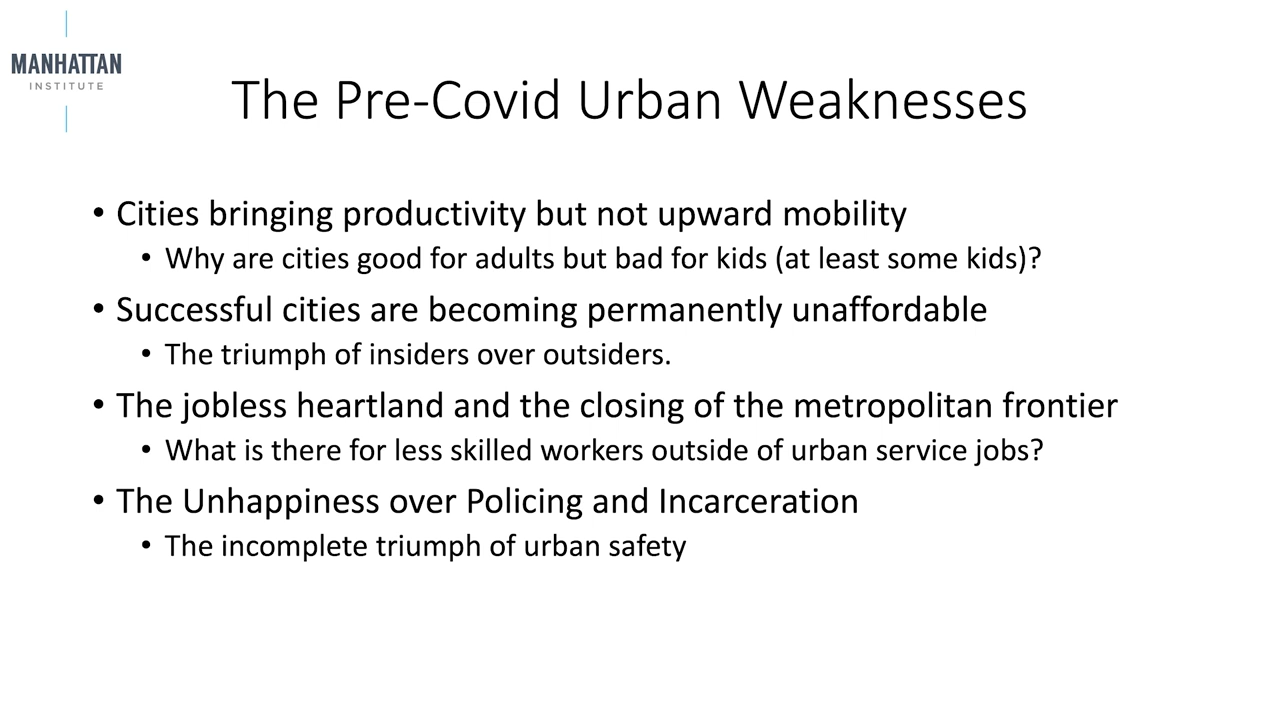 MANHATTAN
INSTITUTE
The Pre-Covid Urban Weaknesses
• Cities bringing productivity but not upward mobility
• Why are cities good for adults but bad for kids (at least some kids)?
• Successful cities are becoming permanently unaffordable
• The triumph of insiders over outsiders.
• The jobless heartland and the closing of the metropolitan frontier
• What is there for less skilled workers outside of urban service jobs?
• The Unhappiness over Policing and Incarceration
• The incomplete triumph of urban safety